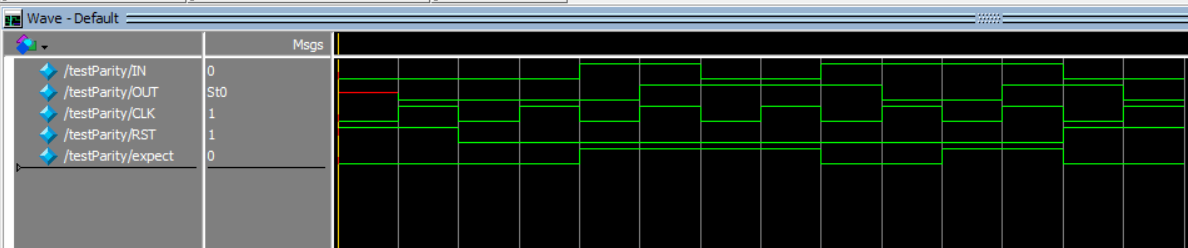 Wave - Default
Msgs
/testParity/IN 0
/testParity/OUT St0
/testParity/CLK 1
/testParity/RST 1
/testParity/expect 0